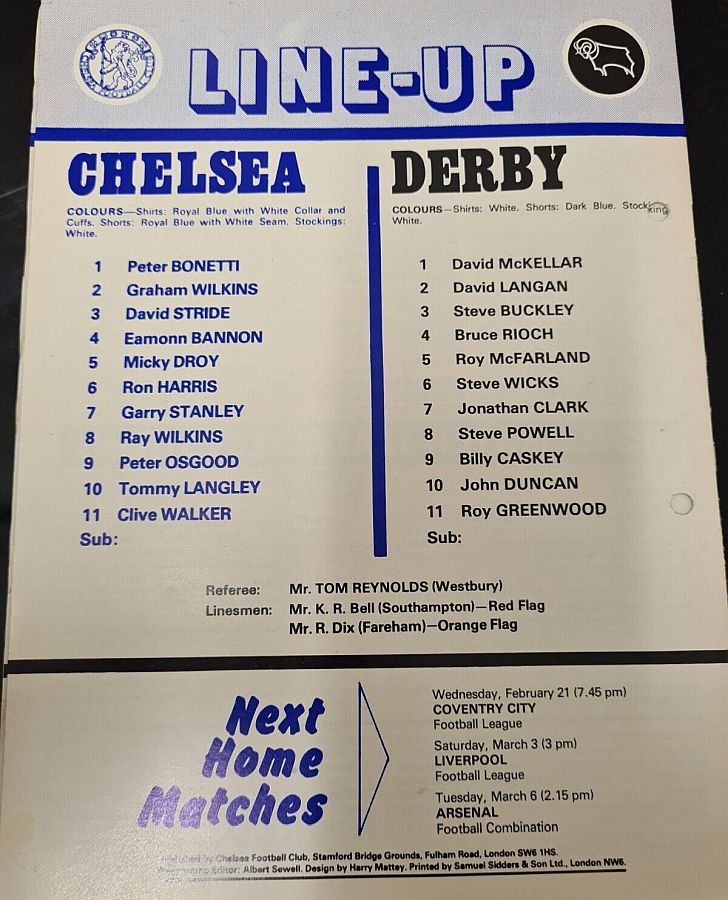 LINE-UP
CHELSEA FOOTBALL CLUB
CHELSEA
COLOURS—Shirts: Royal Blue with White Collar and
Cuffs. Shorts: Royal Blue with White Seam. Stockings:
White.
1 Peter BONETTI
2 Graham WILKINS
3 David STRIDE
4 Eamonn BANNON
5 Micky DROY
6 Ron HARRIS
7 Garry STANLEY
8 Ray WILKINS
9 Peter OSGOOD
10 Tommy LANGLEY
11 Clive WALKER
Sub:
DERBY
COLOURS—Shirts: White. Shorts: Dark Blue. Stocking
White.
1 David McKELLAR
2 David LANGAN
3 Steve BUCKLEY
4 Bruce RIOCH
5 Roy McFARLAND
6 Steve WICKS
7 Jonathan CLARK
8 Steve POWELL
9 Billy CASKEY
10 John DUNCAN
11 Roy GREENWOOD
Sub:
Referee: Mr. TOM REYNOLDS (Westbury)
Linesmen: Mr. K. R. Bell (Southampton)—Red Flag
Mr. R. Dix (Fareham)—Orange Flag
Next
Home
Matches
Wednesday, February 21 (7.45 pm)
COVENTRY CITY
Football League
Saturday, March 3 (3 pm)
LIVERPOOL
Football League
Tuesday, March 6 (2.15 pm)
ARSENAL
Football Combination
by Chelsea Football Club, Stamford Bridge Grounds, Fulham Road, London SW6 1HS.
Editor: Albert Sewell. Design by Harry Mattey. Printed by Samuel Sidders & Son Ltd., London NW6.